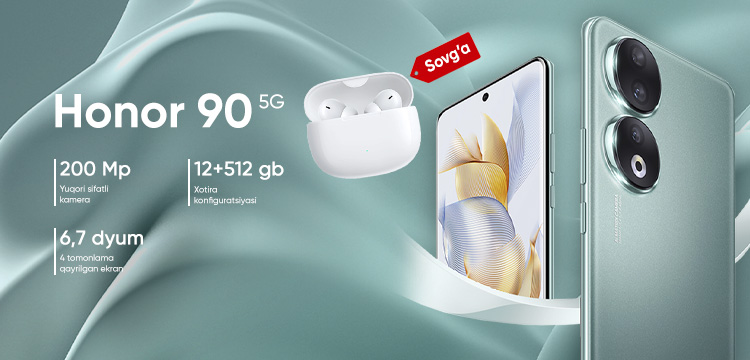 Honor 90 5G
Sovg'a
200 Mp
Yuqori sifatli
kamera
12+512 gb
Xotira
konfiguratsiyasi
6,7 dyum
4 tomonlama
qayrilgan ekran